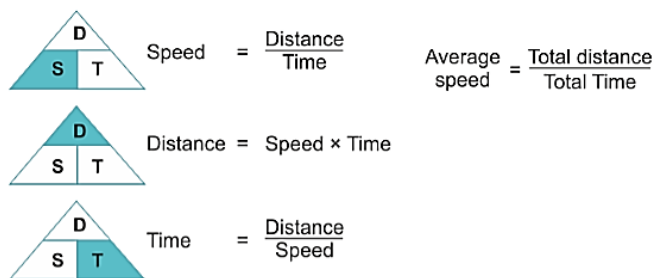 D
S T
Speed = Distance
Time
D
S T
Distance = Speed × Time
D
S T
Time = Distance
Speed
Average
speed = Total distance
Total Time